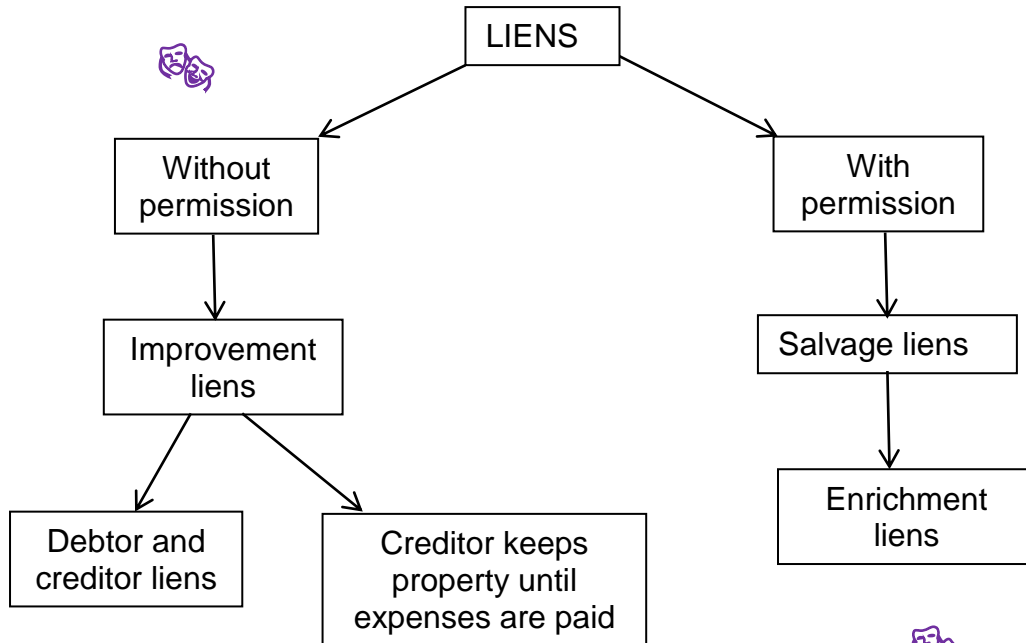 LIENS
Without
permission
With
permission
Improvement
liens
Salvage liens
Debtor and
creditor liens
Creditor keeps
property until
expenses are paid
Enrichment
liens